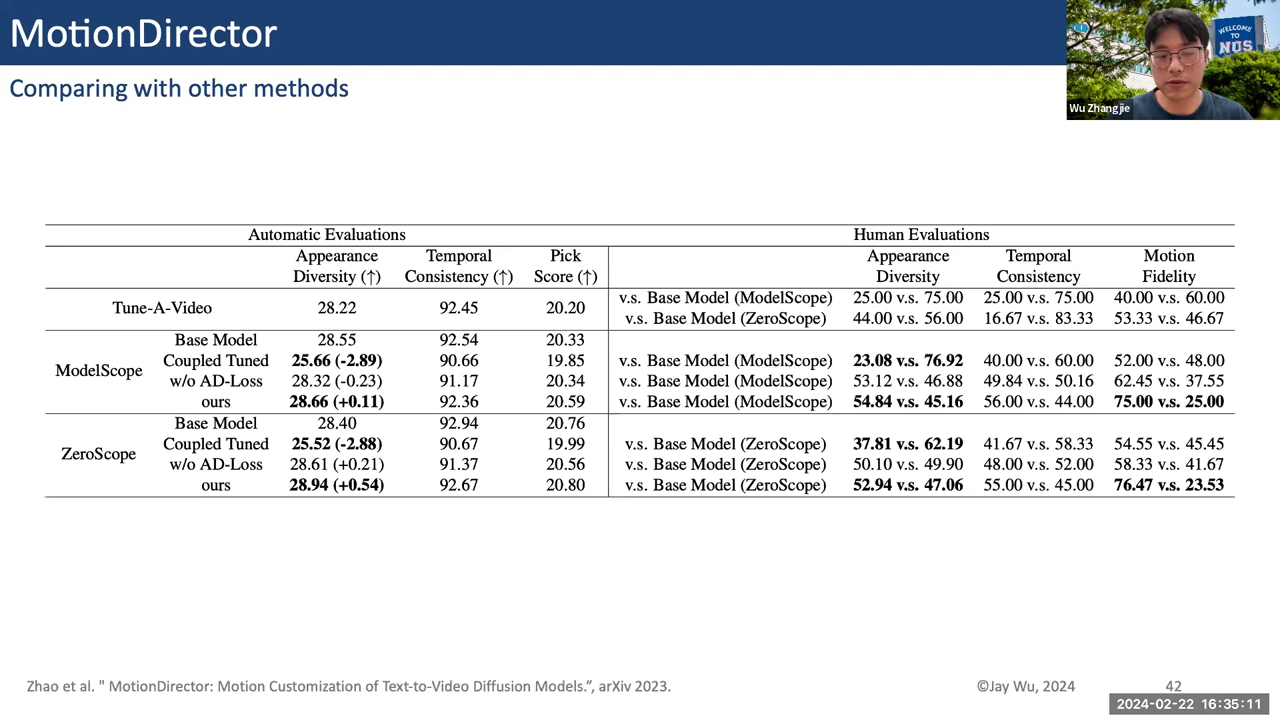 MotionDirector
WELCOME
TO
NUS
Wu Zhangjie
Comparing with other methods
Automatic Evaluations Human Evaluations
Appearance Diversity (↑) Temporal Consistency (↑) Pick Score (↑) Appearance Diversity Temporal Consistency Motion Fidelity
Tune-A-Video 28.22 92.45 20.20 v.s. Base Model (ModelScope) 25.00 v.s. 75.00 25.00 v.s. 75.00 40.00 v.s. 60.00
v.s. Base Model (ZeroScope) 44.00 v.s. 56.00 16.67 v.s. 83.33 53.33 v.s. 46.67
ModelScope
Base Model 28.55 92.54 20.33
Coupled Tuned 25.66 (-2.89) 90.66 19.85 v.s. Base Model (ModelScope) 23.08 v.s. 76.92 40.00 v.s. 60.00 52.00 v.s. 48.00
w/o AD-Loss 28.32 (-0.23) 91.17 20.34 v.s. Base Model (ModelScope) 53.12 v.s. 46.88 49.84 v.s. 50.16 62.45 v.s. 37.55
ours 28.66 (+0.11) 92.36 20.59 v.s. Base Model (ModelScope) 54.84 v.s. 45.16 56.00 v.s. 44.00 75.00 v.s. 25.00
ZeroScope
Base Model 28.40 92.94 20.76
Coupled Tuned 25.52 (-2.88) 90.67 19.99 v.s. Base Model (ZeroScope) 37.81 v.s. 62.19 41.67 v.s. 58.33 54.55 v.s. 45.45
w/o AD-Loss 28.61 (+0.21) 91.37 20.56 v.s. Base Model (ZeroScope) 50.10 v.s. 49.90 48.00 v.s. 52.00 58.33 v.s. 41.67
ours 28.94 (+0.54) 92.67 20.80 v.s. Base Model (ZeroScope) 52.94 v.s. 47.06 55.00 v.s. 45.00 76.47 v.s. 23.53
Zhao et al. " MotionDirector: Motion Customization of Text-to-Video Diffusion Models.”, arXiv 2023.
©Jay Wu, 2024 42
2024-02-22 16:35:11